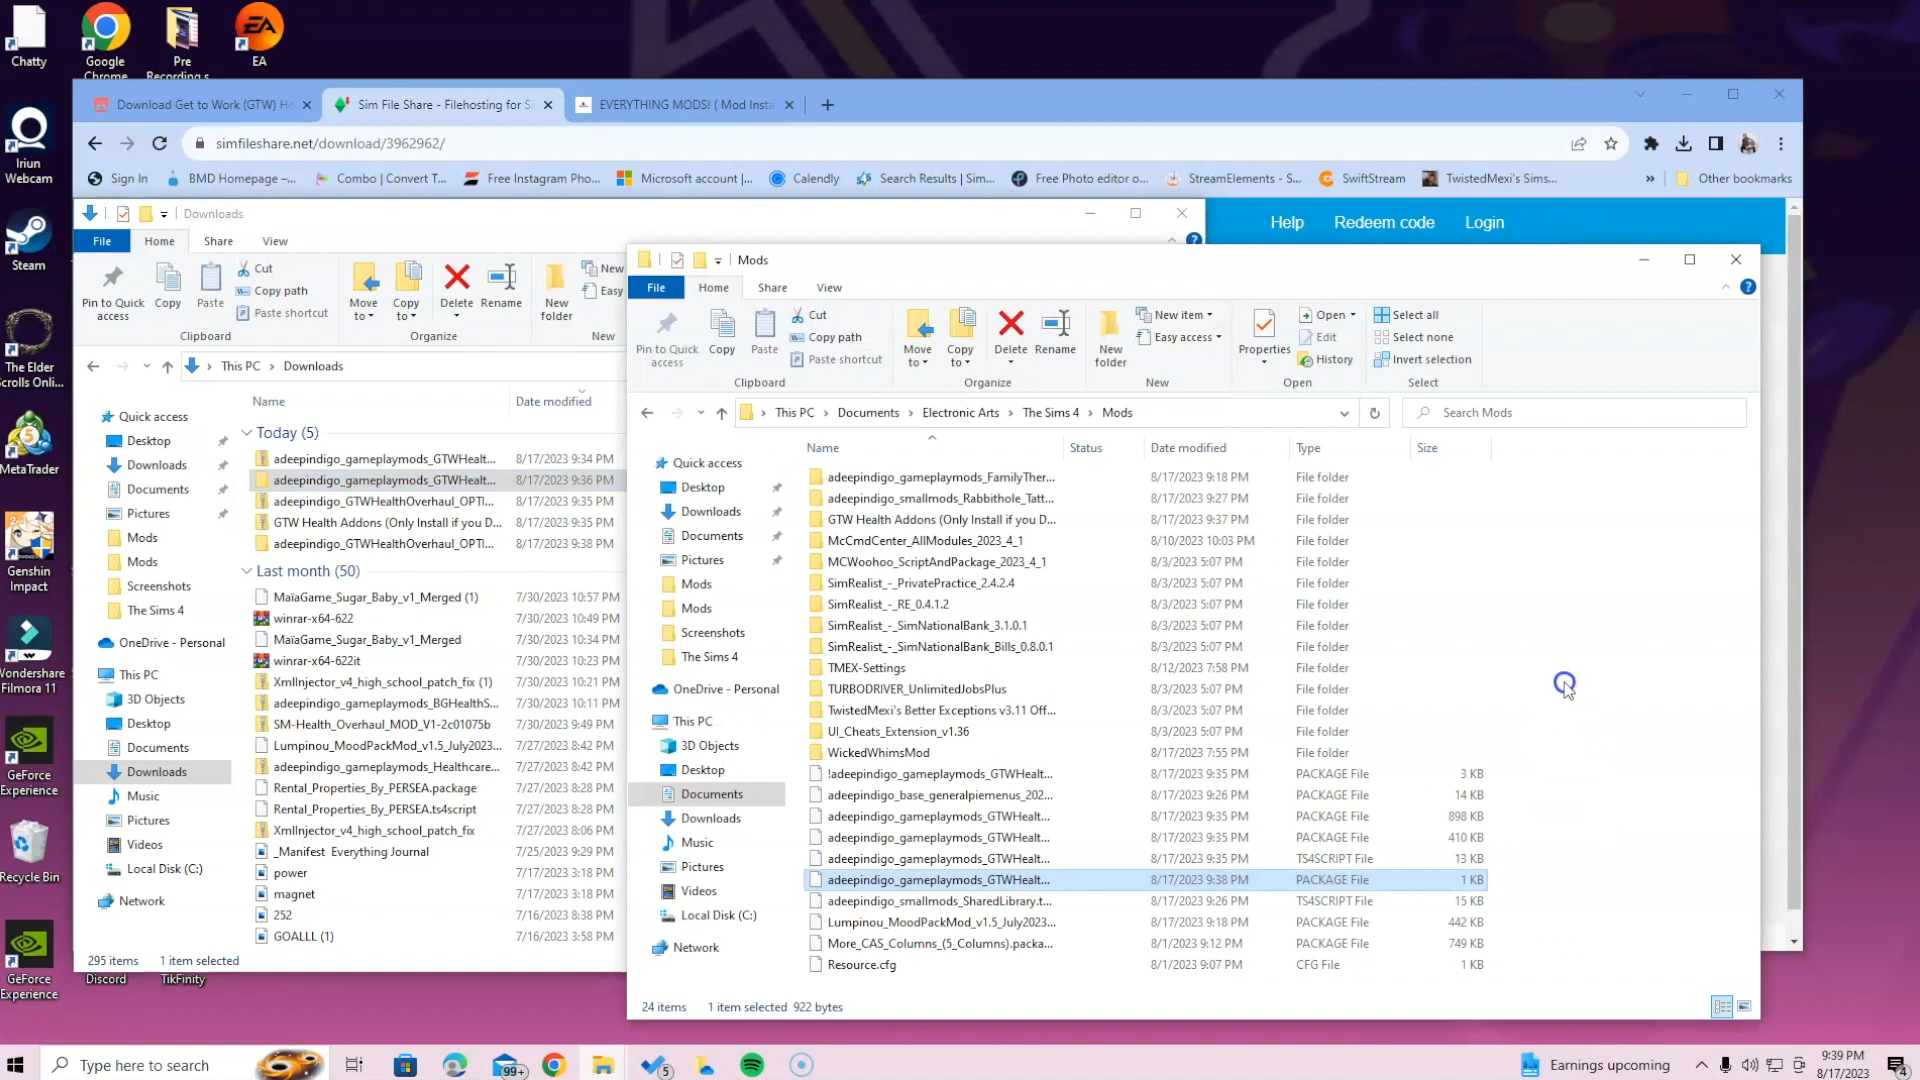 Chatty
Google Chrome
Pre Recording s
EA
Iriun Webcam
Steam
The Elder Scrolls Onli...
MetaTrader
Genshin Impact
Wondershare Filmora 11
GeForce Experience
Recycle Bin
GeForce Experience
Discord
TikFinity
Download Get to Work (GTW) He
Sim File Share - Filehosting for S
EVERYTHING MODS! ( Mod Insta
simfileshare.net/download/3962962/
Sign In
BMD Homepage –...
Combo | Convert T...
Free Instagram Pho...
Microsoft account |...
Calendly
Search Results | Sim...
Free Photo editor o...
StreamElements - S...
SwiftStream
TwistedMexi's Sims...
»
Other bookmarks
Help
Redeem code
Login
Downloads
File
Home
Share
View
Pin to Quick access
Copy
Paste
Cut
Copy path
Paste shortcut
Move to
Copy to
Delete
Rename
New folder
New
Easy
Clipboard
Organize
New
This PC > Downloads
Name
Date modified
Quick access
Desktop
Downloads
Documents
Pictures
Mods
Mods
Screenshots
The Sims 4
OneDrive - Personal
This PC
3D Objects
Desktop
Documents
Downloads
Music
Pictures
Videos
Local Disk (C:)
Network
Today (5)
adeepindigo_gameplaymods_GTWHealt... 8/17/2023 9:34 PM
adeepindigo_gameplaymods_GTWHealt... 8/17/2023 9:36 PM
adeepindigo_GTWHealthOverhaul_OPTI... 8/17/2023 9:35 PM
GTW Health Addons (Only Install if you D... 8/17/2023 9:35 PM
adeepindigo_GTWHealthOverhaul_OPTI... 8/17/2023 9:38 PM
Last month (50)
MaïaGame_Sugar_Baby_v1_Merged (1) 7/30/2023 10:57 PM
winrar-x64-622 7/30/2023 10:49 PM
MaïaGame_Sugar_Baby_v1_Merged 7/30/2023 10:34 PM
winrar-x64-622it 7/30/2023 10:23 PM
XmlInjector_v4_high_school_patch_fix (1) 7/30/2023 10:21 PM
adeepindigo_gameplaymods_BGHealthS... 7/30/2023 10:11 PM
SM-Health_Overhaul_MOD_V1-2c01075b 7/30/2023 9:49 PM
Lumpinou_MoodPackMod_v1.5_July2023... 7/27/2023 8:42 PM
adeepindigo_gameplaymods_Healthcare... 7/27/2023 8:42 PM
Rental_Properties_By_PERSEA.package 7/27/2023 8:28 PM
Rental_Properties_By_PERSEA.ts4script 7/27/2023 8:28 PM
XmlInjector_v4_high_school_patch_fix 7/27/2023 8:06 PM
_Manifest Everything Journal 7/25/2023 9:29 PM
power 7/17/2023 3:18 PM
magnet 7/17/2023 3:18 PM
252 7/16/2023 8:38 PM
GOALLL (1) 7/16/2023 3:58 PM
295 items 1 item selected
Mods
File
Home
Share
View
Pin to Quick access
Copy
Paste
Cut
Copy path
Paste shortcut
Move to
Copy to
Delete
Rename
New folder
New item
Easy access
Properties
Open
Edit
History
Select all
Select none
Invert selection
Clipboard
Organize
New
Open
Select
This PC > Documents > Electronic Arts > The Sims 4 > Mods
Search Mods
Name
Status
Date modified
Type
Size
Quick access
Desktop
Downloads
Documents
Pictures
Mods
Mods
Screenshots
The Sims 4
OneDrive - Personal
This PC
3D Objects
Desktop
Documents
Downloads
Music
Pictures
Videos
Local Disk (C:)
Network
adeepindigo_gameplaymods_FamilyTher... 8/17/2023 9:18 PM File folder
adeepindigo_smallmods_Rabbithole_Tatt... 8/17/2023 9:27 PM File folder
GTW Health Addons (Only Install if you D... 8/17/2023 9:37 PM File folder
McCmdCenter_AllModules_2023_4_1 8/10/2023 10:03 PM File folder
MCWoohoo_ScriptAndPackage_2023_4_1 8/3/2023 5:07 PM File folder
SimRealist_-_PrivatePractice_2.4.2.4 8/3/2023 5:07 PM File folder
SimRealist_-_RE_0.4.1.2 8/3/2023 5:07 PM File folder
SimRealist_-_SimNationalBank_3.1.0.1 8/3/2023 5:07 PM File folder
SimRealist_-_SimNationalBank_Bills_0.8.0.1 8/3/2023 5:07 PM File folder
TMEX-Settings 8/12/2023 7:58 PM File folder
TURBODRIVER_UnlimitedJobsPlus 8/3/2023 5:07 PM File folder
TwistedMexi's Better Exceptions v3.11 Off... 8/3/2023 5:07 PM File folder
UI_Cheats_Extension_v1.36 8/3/2023 5:07 PM File folder
WickedWhimsMod 8/17/2023 7:55 PM File folder
!adeepindigo_gameplaymods_GTWHealt... 8/17/2023 9:35 PM PACKAGE File 3 KB
adeepindigo_base_generalpiemenus_202... 8/17/2023 9:26 PM PACKAGE File 14 KB
adeepindigo_gameplaymods_GTWHealt... 8/17/2023 9:35 PM PACKAGE File 898 KB
adeepindigo_gameplaymods_GTWHealt... 8/17/2023 9:35 PM PACKAGE File 410 KB
adeepindigo_gameplaymods_GTWHealt... 8/17/2023 9:35 PM TS4SCRIPT File 13 KB
adeepindigo_gameplaymods_GTWHealt... 8/17/2023 9:38 PM PACKAGE File 1 KB
adeepindigo_smallmods_SharedLibrary.t... 8/17/2023 9:26 PM TS4SCRIPT File 15 KB
Lumpinou_MoodPackMod_v1.5_July2023... 8/17/2023 9:18 PM PACKAGE File 442 KB
More_CAS_Columns_(5_Columns).packa... 8/1/2023 9:12 PM PACKAGE File 749 KB
Resource.cfg 8/1/2023 9:07 PM CFG File 1 KB
24 items 1 item selected 922 bytes
Type here to search
99+
5
Earnings upcoming
9:39 PM
8/17/2023
4